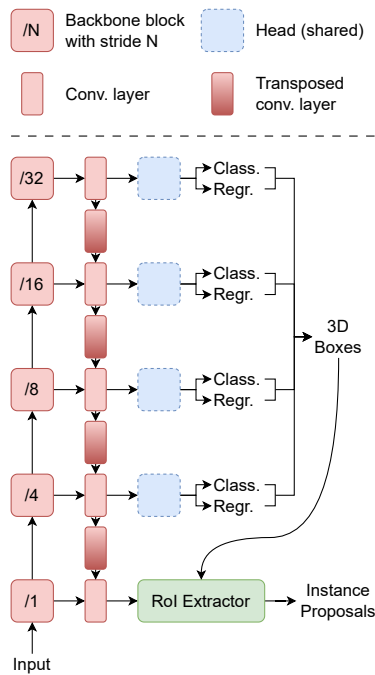 /N
Backbone block
with stride N
Head (shared)
Conv. layer
Transposed
conv. layer
/32
Class.
Regr.
/16
Class.
Regr.
3D
Boxes
/8
Class.
Regr.
/4
Class.
Regr.
/1
RoI Extractor
Instance
Proposals
Input